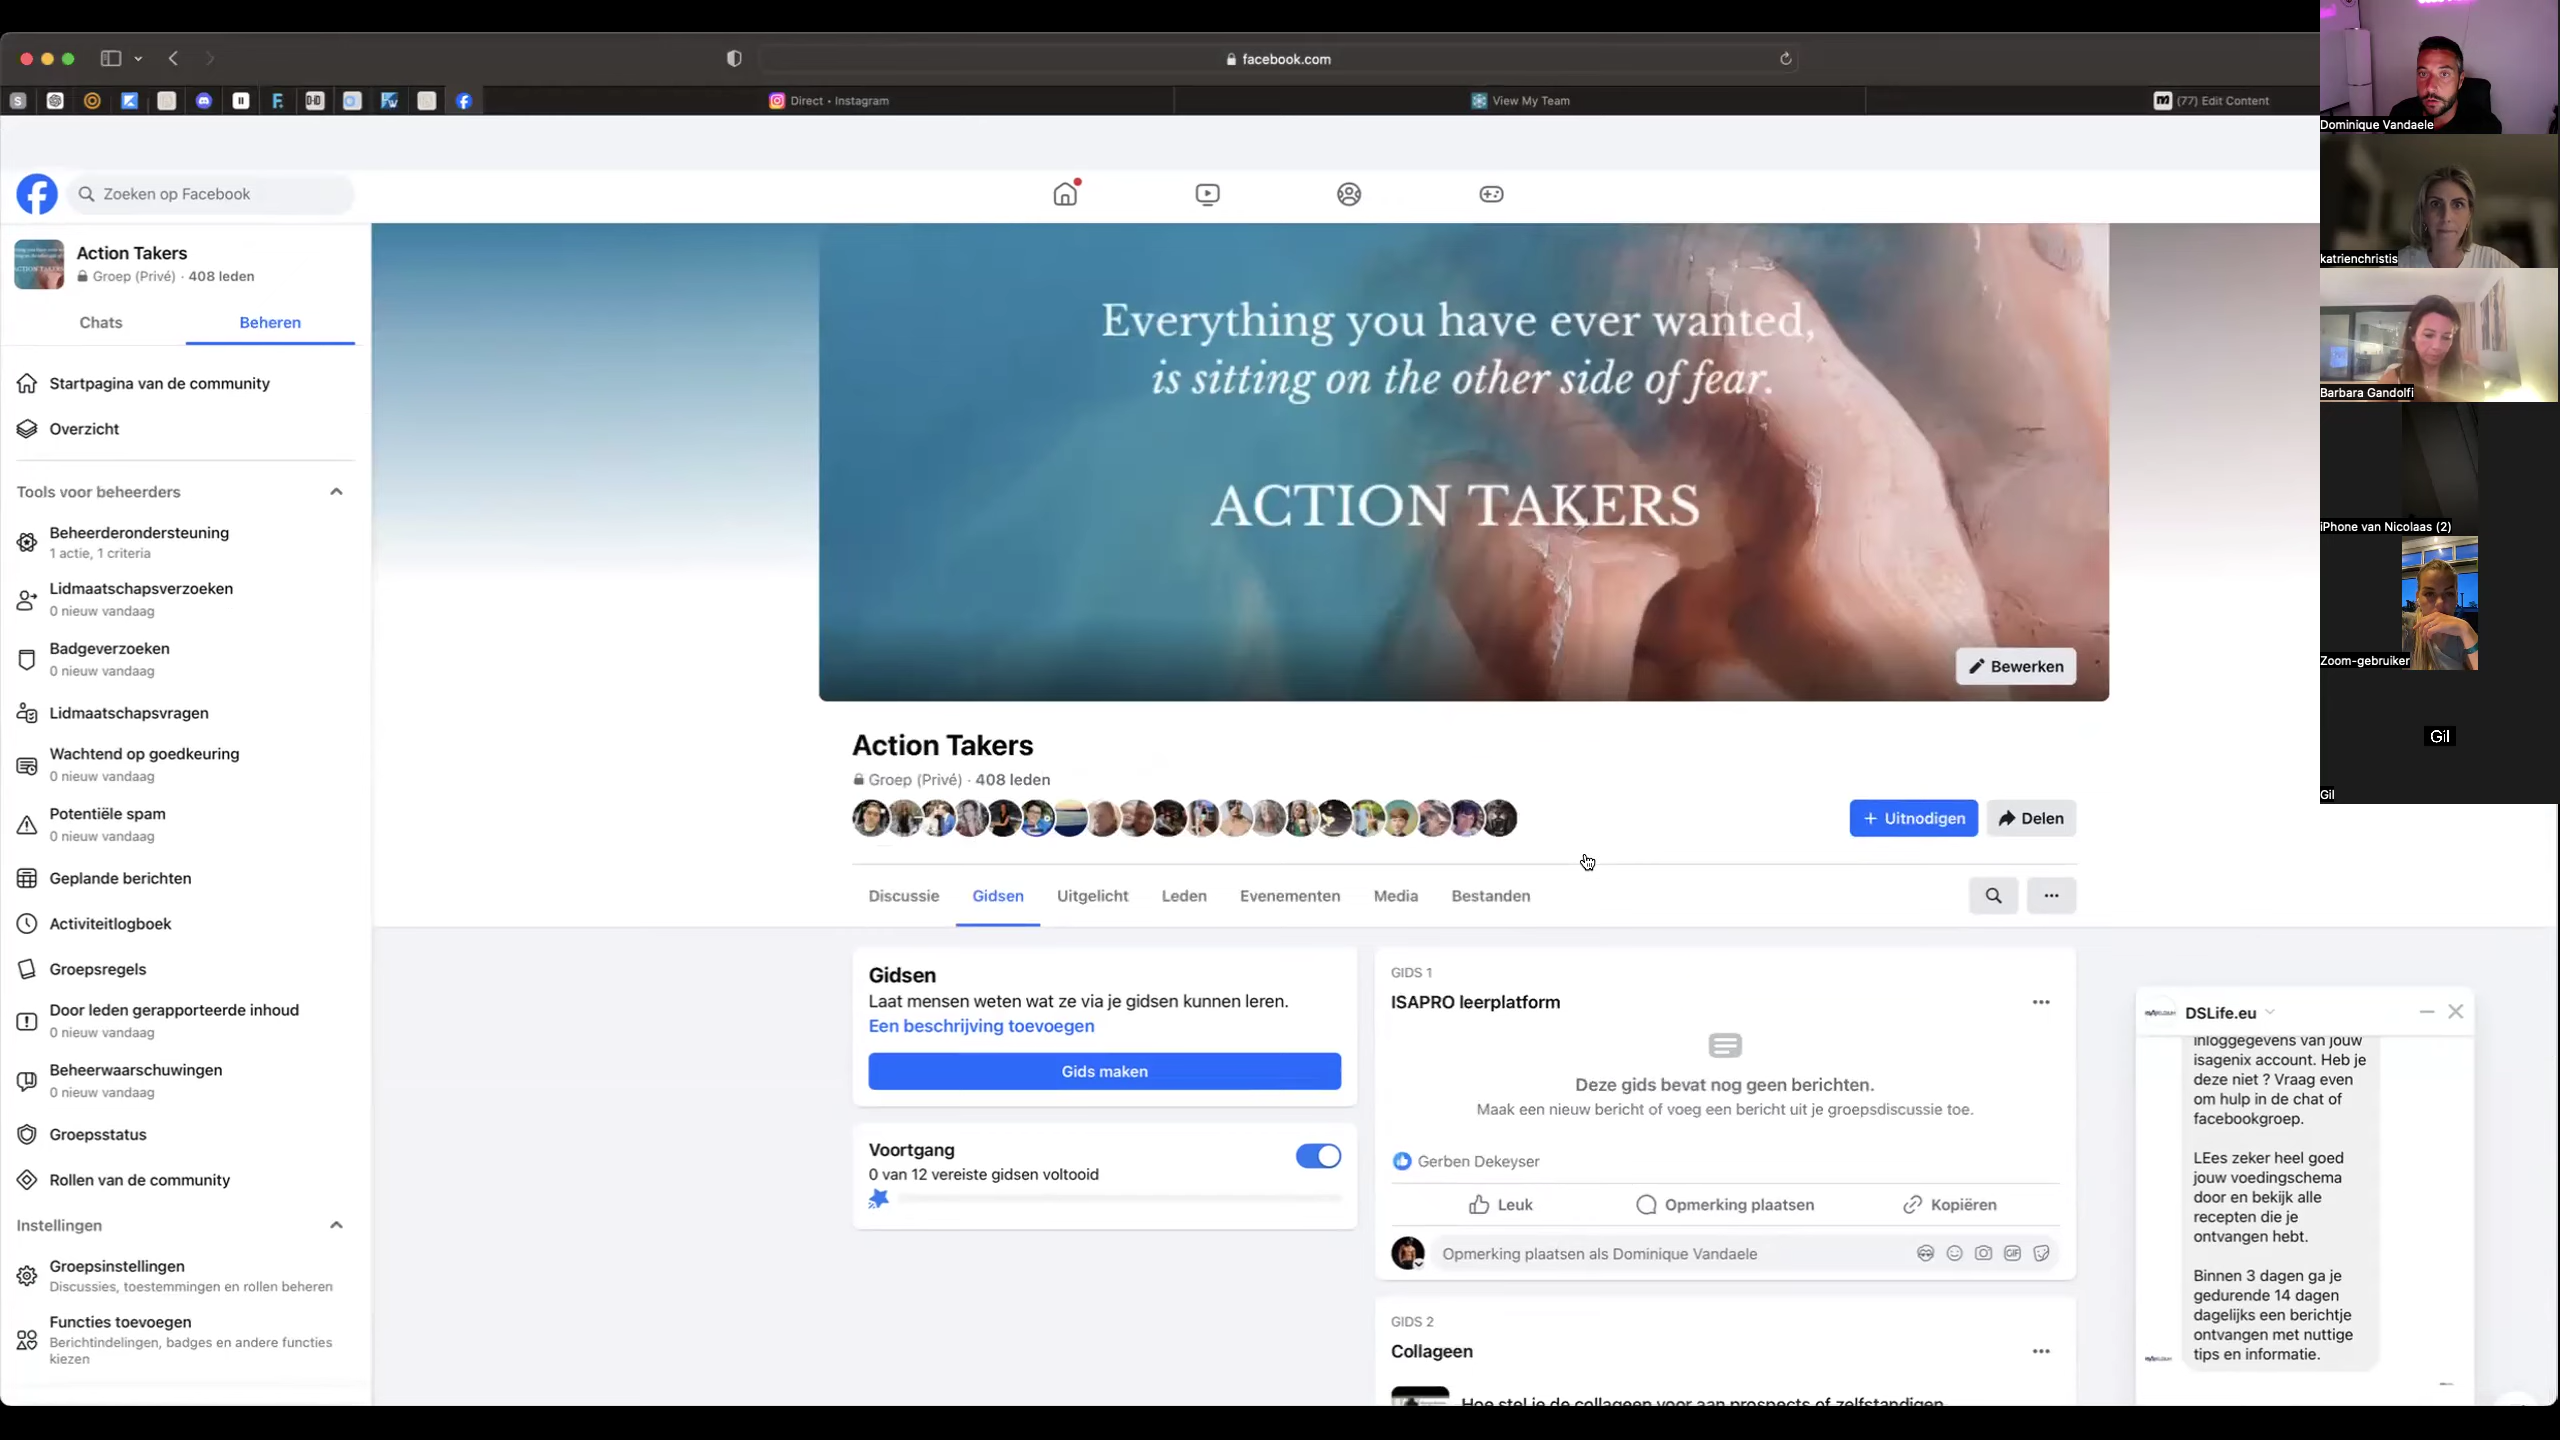 facebook.com
Direct • Instagram
View My Team
(77) Edit Content
Zoeken op Facebook
Action Takers
Groep (Privé) · 408 leden
Chats
Beheren
Startpagina van de community
Overzicht
Tools voor beheerders
Beheerderondersteuning
1 actie, 1 criteria
Lidmaatschapsverzoeken
0 nieuw vandaag
Badgeverzoeken
0 nieuw vandaag
Lidmaatschapsvragen
Wachtend op goedkeuring
0 nieuw vandaag
Potentiële spam
0 nieuw vandaag
Geplande berichten
Activiteitlogboek
Groepsregels
Door leden gerapporteerde inhoud
0 nieuw vandaag
Beheerwaarschuwingen
0 nieuw vandaag
Groepsstatus
Rollen van de community
Instellingen
Groepsinstellingen
Discussies, toestemmingen en rollen beheren
Functies toevoegen
Berichtindelingen, badges en andere functies
kiezen
Everything you have ever wanted,
is sitting on the other side of fear.
ACTION TAKERS
Bewerken
Action Takers
Groep (Privé) · 408 leden
+ Uitnodigen
Delen
Discussie
Gidsen
Uitgelicht
Leden
Evenementen
Media
Bestanden
Gidsen
Laat mensen weten wat ze via je gidsen kunnen leren.
Een beschrijving toevoegen
Gids maken
Voortgang
0 van 12 vereiste gidsen voltooid
GIDS 1
ISAPRO leerplatform
Deze gids bevat nog geen berichten.
Maak een nieuw bericht of voeg een bericht uit je groepsdiscussie toe.
Gerben Dekeyser
Leuk
Opmerking plaatsen
Kopiëren
Opmerking plaatsen als Dominique Vandaele
GIDS 2
Collageen
Hoe stel je de collageen voor aan prospects of zelfstandigen
DSLife.eu
inloggegevens van jouw
isagenix account. Heb je
deze niet ? Vraag even
om hulp in de chat of
facebookgroep.
LEes zeker heel goed
jouw voedingschema
door en bekijk alle
recepten die je
ontvangen hebt.
Binnen 3 dagen ga je
gedurende 14 dagen
dagelijks een berichtje
ontvangen met nuttige
tips en informatie.
Dominique Vandaele
katrienchristis
Barbara Gandolfi
iPhone van Nicolaas (2)
Zoom-gebruiker
Gil
Gil